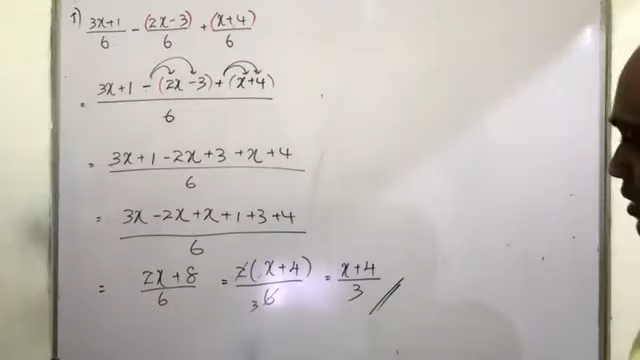 1) (3x+1)/6 - (2x-3)/6 + (x+4)/6
= (3x+1 - (2x-3) + (x+4))/6
= (3x+1-2x+3+x+4)/6
= (3x-2x+x+1+3+4)/6
= (2x+8)/6 = 2(x+4)/6 3 = (x+4)/3